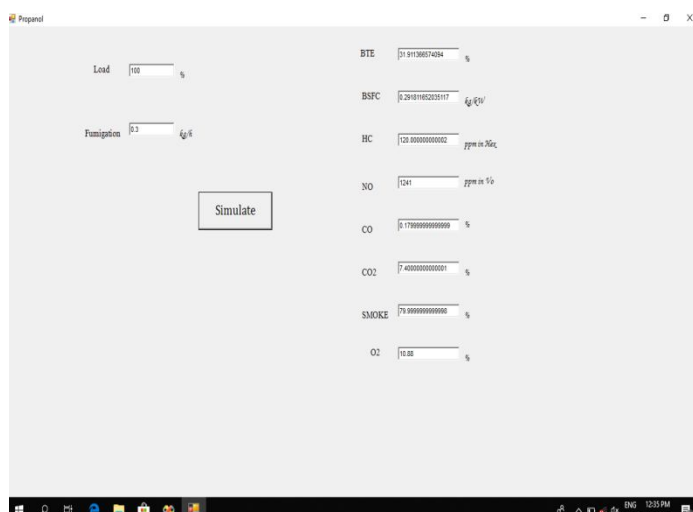 Propanol
Load 100 %
Fumigation 0.3 kg/h
Simulate
BTE 31.911366574094 %
BSFC 0.291811652035117 kg/kW
HC 120.000000000002 ppm in Hex
NO 1241 ppm in Vo
CO 0.179999999999999 %
CO2 7.40000000000001 %
SMOKE 79.9999999999998 %
O2 10.88 %
ENG 12:35 PM